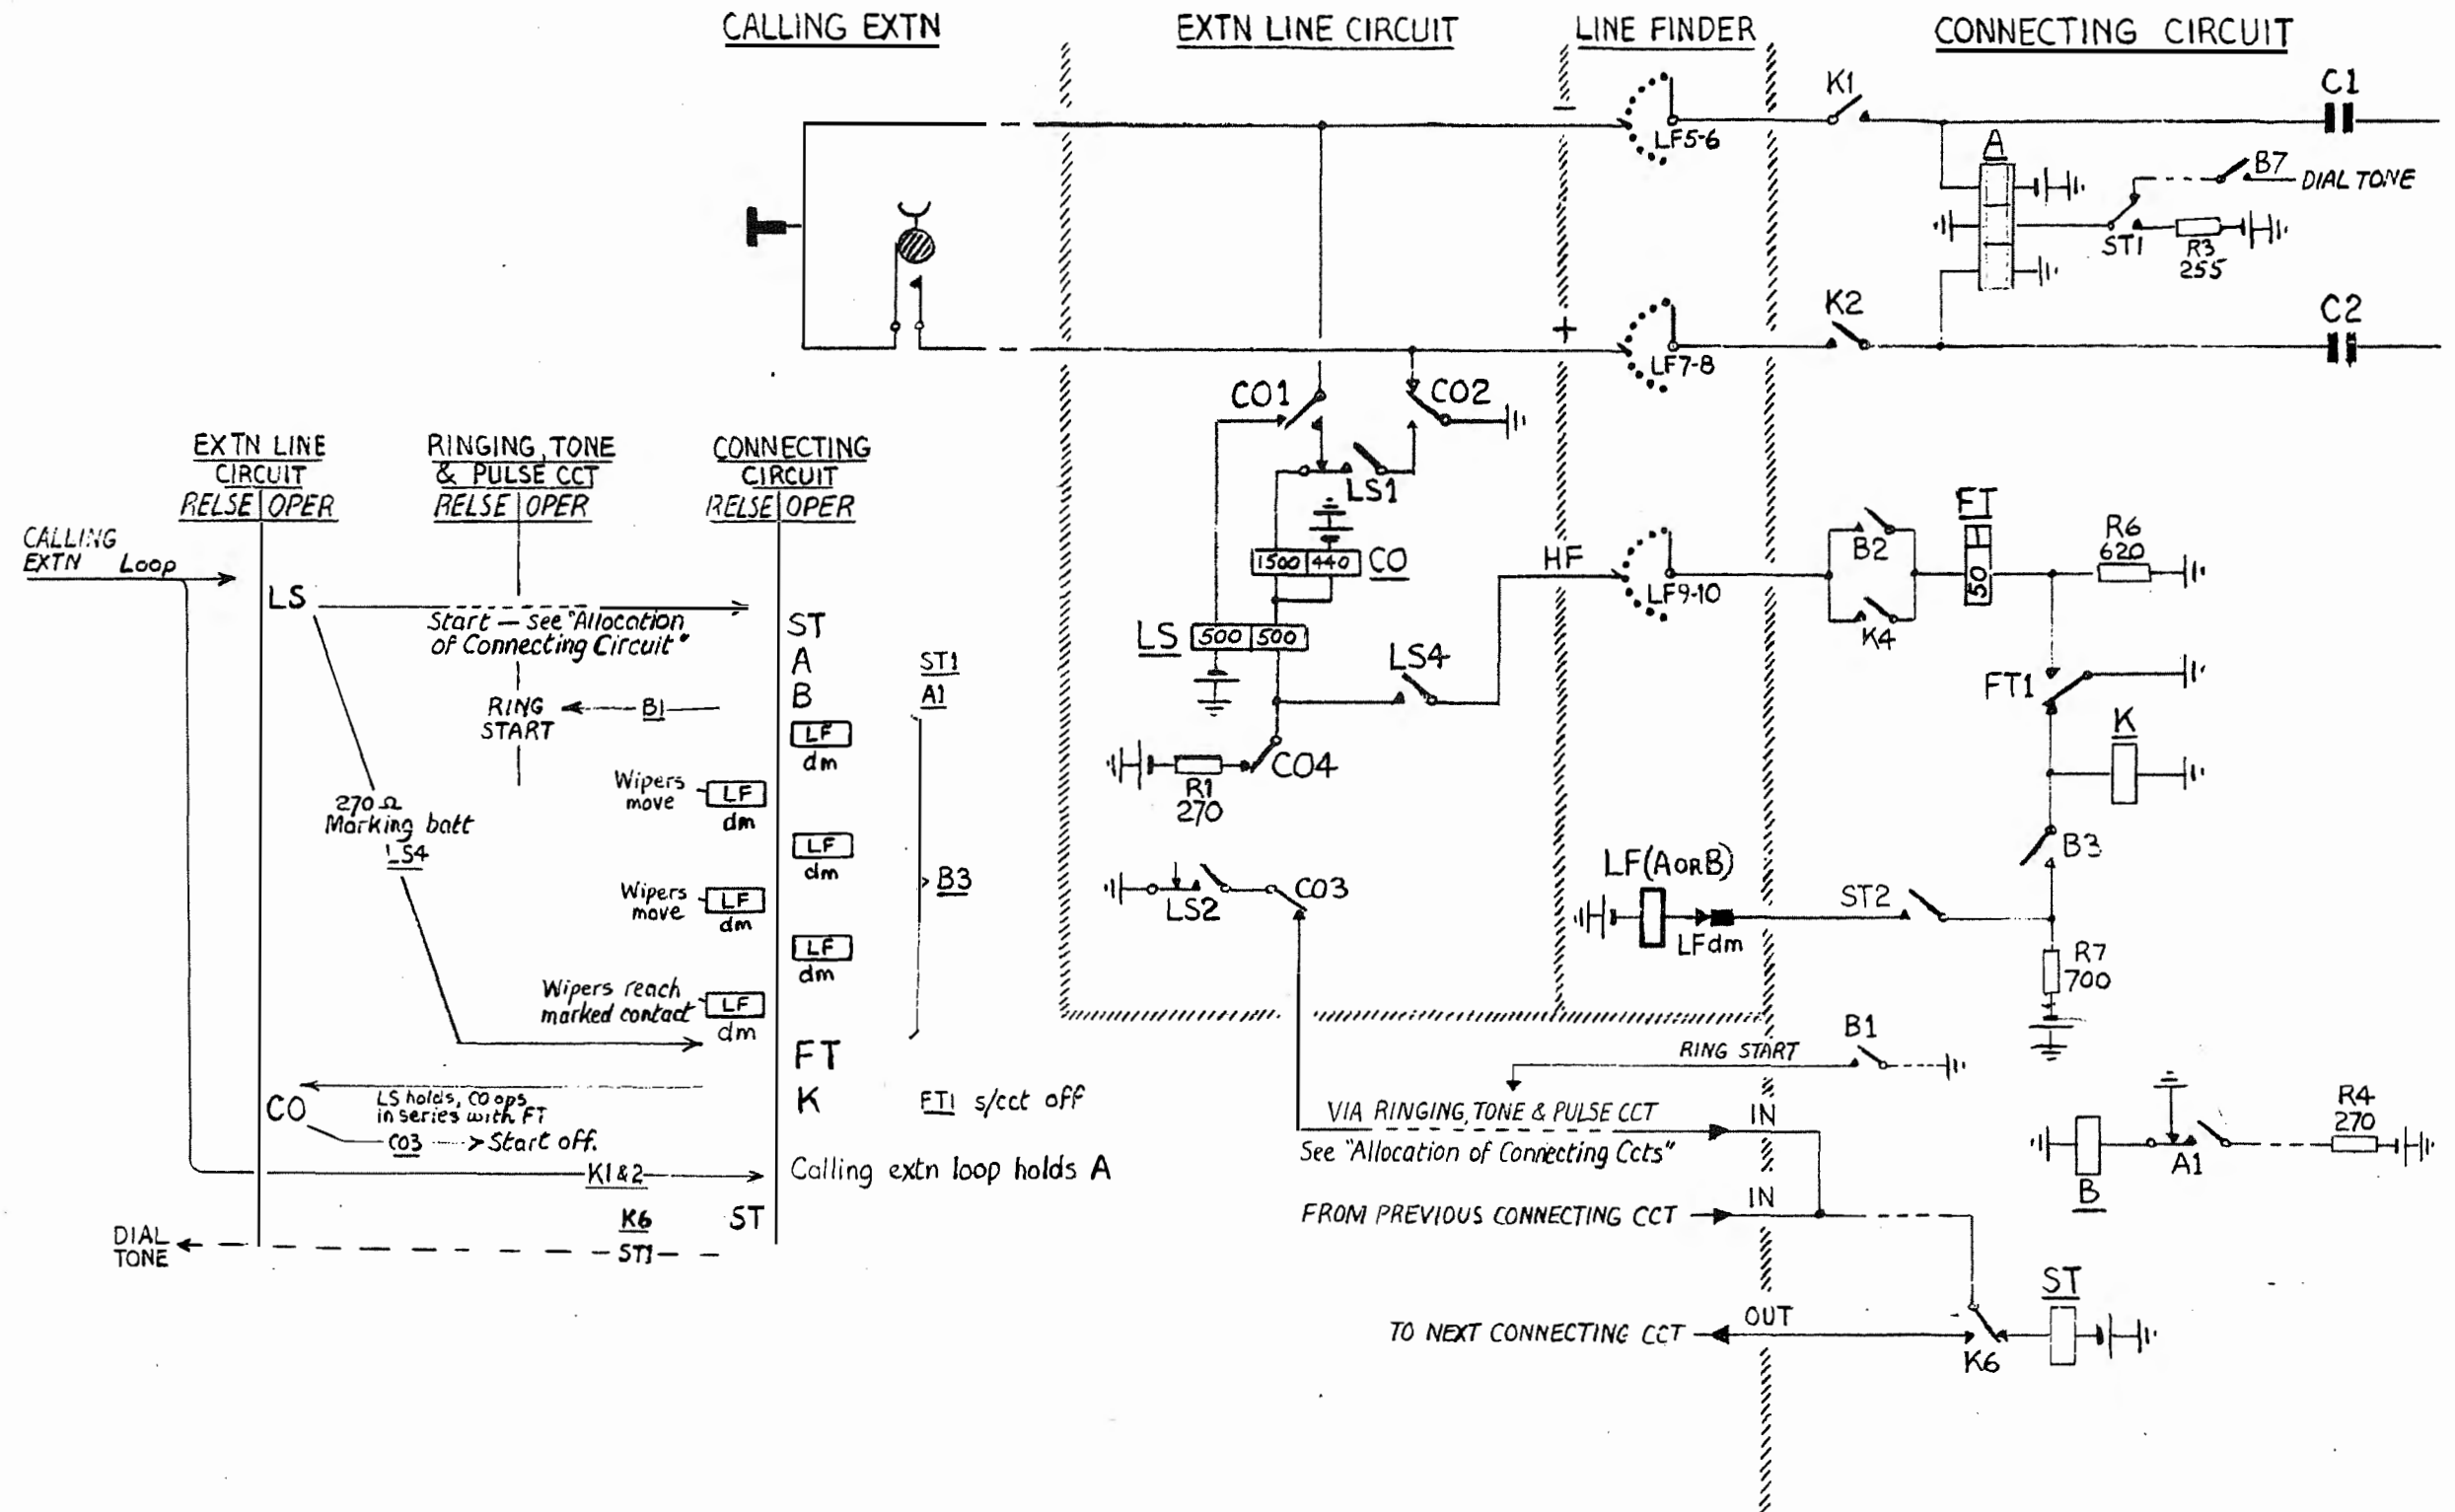 CALLING EXTN
EXTN LINE CIRCUIT
LINE FINDER
CONNECTING CIRCUIT
K1
C1
–
LF5-6
A
B7
DIAL TONE
ST1
R3
255
K2
C2
+
LF7-8
CO1
CO2
LS1
1500 440 CO
LS 500 500
LS4
HF
LF9-10
B2
K4
FT
50
R6
620
FT1
K
CO4
R1
270
B3
LS2
CO3
LF(A OR B)
LFdm
ST2
R7
700
B1
RING START
VIA RINGING, TONE & PULSE CCT
IN
See "Allocation of Connecting Ccts"
R4
270
A1
B
IN
FROM PREVIOUS CONNECTING CCT
ST
OUT
TO NEXT CONNECTING CCT
K6
EXTN LINE
CIRCUIT
RELSE OPER
RINGING, TONE
& PULSE CCT
RELSE OPER
CONNECTING
CIRCUIT
RELSE OPER
CALLING
EXTN Loop
LS
Start – see "Allocation
of Connecting Circuit"
ST
A
ST1
B
A1
RING
START
B1
LF
dm
Wipers
move
LF
dm
270 Ω
Marking batt
LS4
LF
dm
B3
Wipers
move
LF
dm
LF
dm
Wipers reach
marked contact
LF
dm
FT
K
FT1 s/cct off
CO
LS holds, CO ops
in series with FT
CO3
Start off.
K1&2
Calling extn loop holds A
K6
ST
DIAL
TONE
ST1